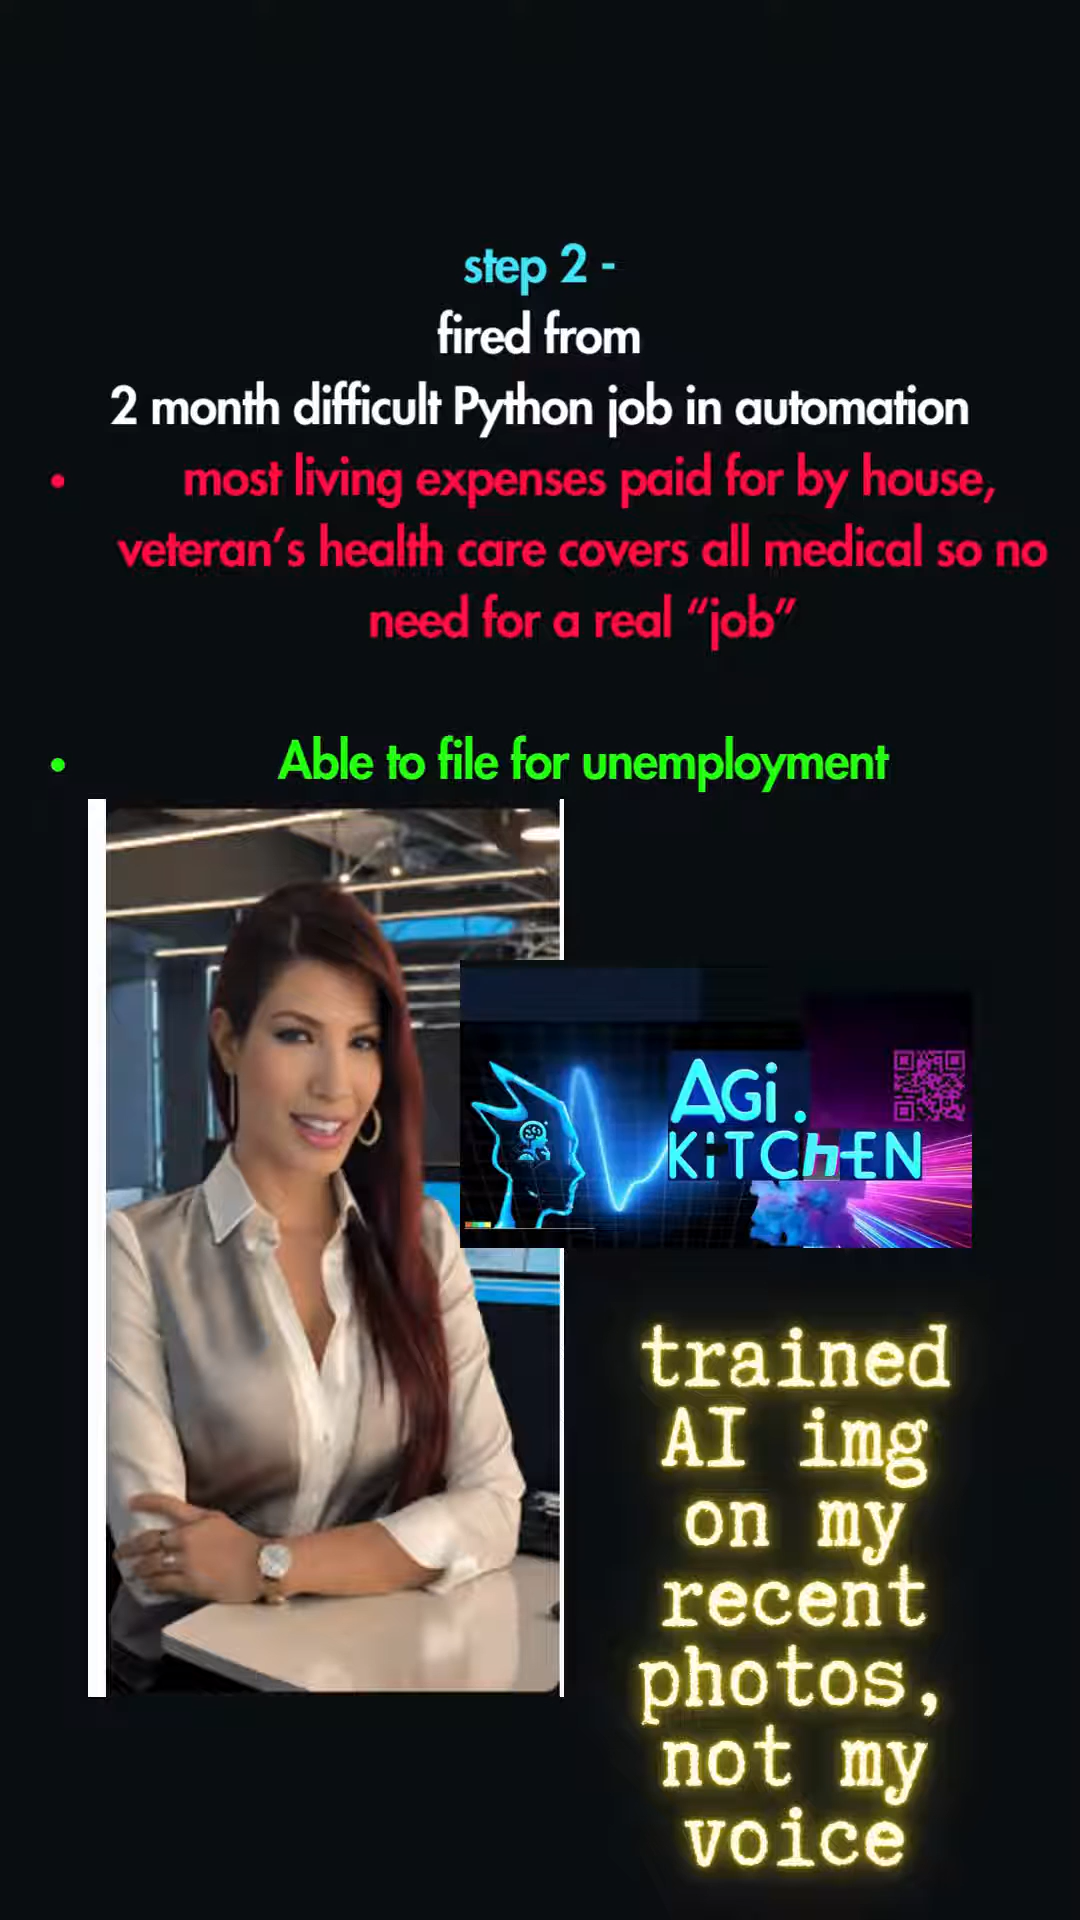 step 2 -
fired from
2 month difficult Python job in automation
• most living expenses paid for by house,
veteran’s health care covers all medical so no
need for a real “job”
• Able to file for unemployment
AGi.
KiTChEN
trained
AI img
on my
recent
photos,
not my
voice